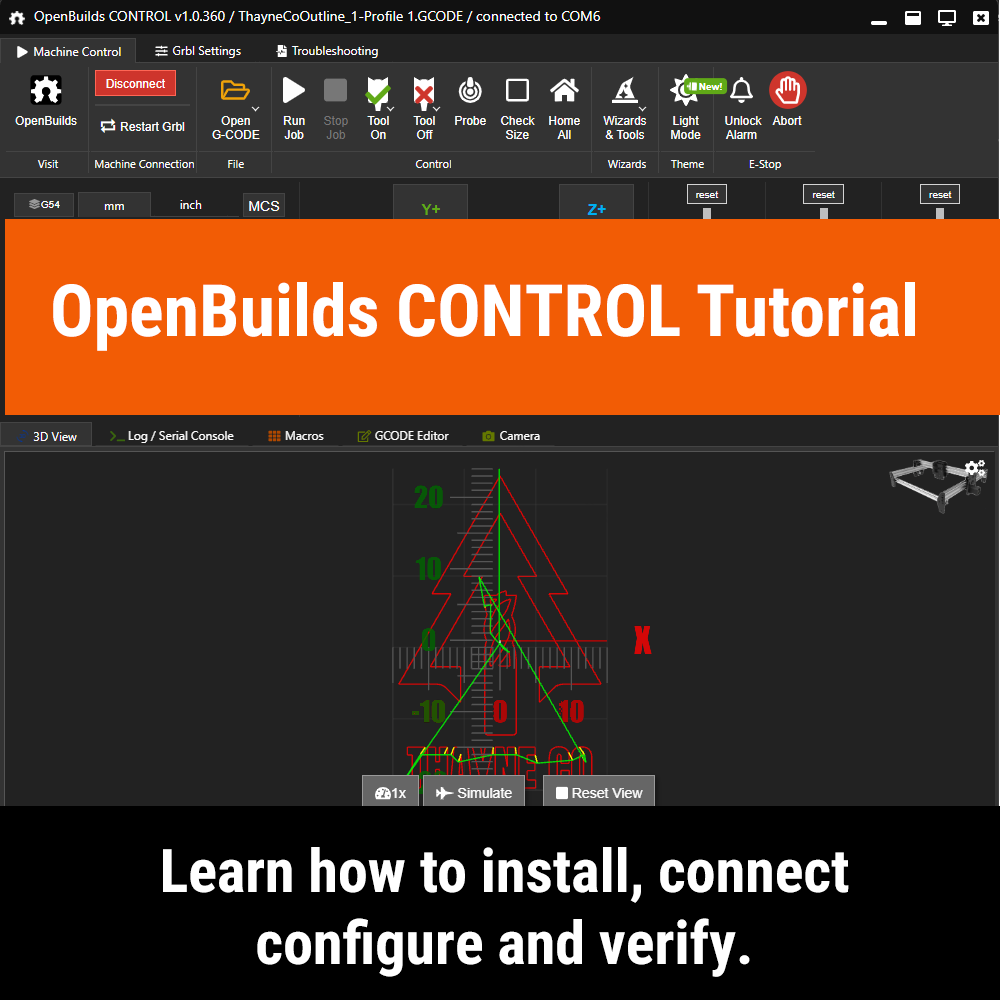 OpenBuilds CONTROL v1.0.360 / ThayneCoOutline_1-Profile 1.GCODE / connected to COM6
Machine Control
Grbl Settings
Troubleshooting
OpenBuilds
Disconnect
Restart Grbl
Open
G-CODE
Run
Job
Stop
Job
Tool
On
Tool
Off
Probe
Check
Size
Home
All
Wizards
& Tools
New!
Light
Mode
Unlock
Alarm
Abort
Visit
Machine Connection
File
Control
Wizards
Theme
E-Stop
G54
mm
inch
MCS
Y+
Z+
reset
reset
reset
OpenBuilds CONTROL Tutorial
3D View
Log / Serial Console
Macros
GCODE Editor
Camera
20
10
0
X
-10
0
10
THAYNE CO
1x
Simulate
Reset View
Learn how to install, connect
configure and verify.